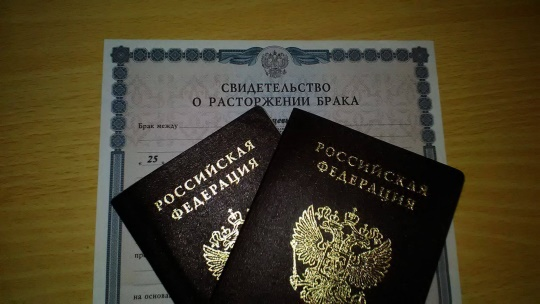 СВИДЕТЕЛЬСТВО
О РАСТОРЖЕНИИ БРАКА
Брак между
25
РОССИЙСКАЯ
ФЕДЕРАЦИЯ
РОССИЙСКАЯ
ФЕДЕРАЦИЯ
на основа